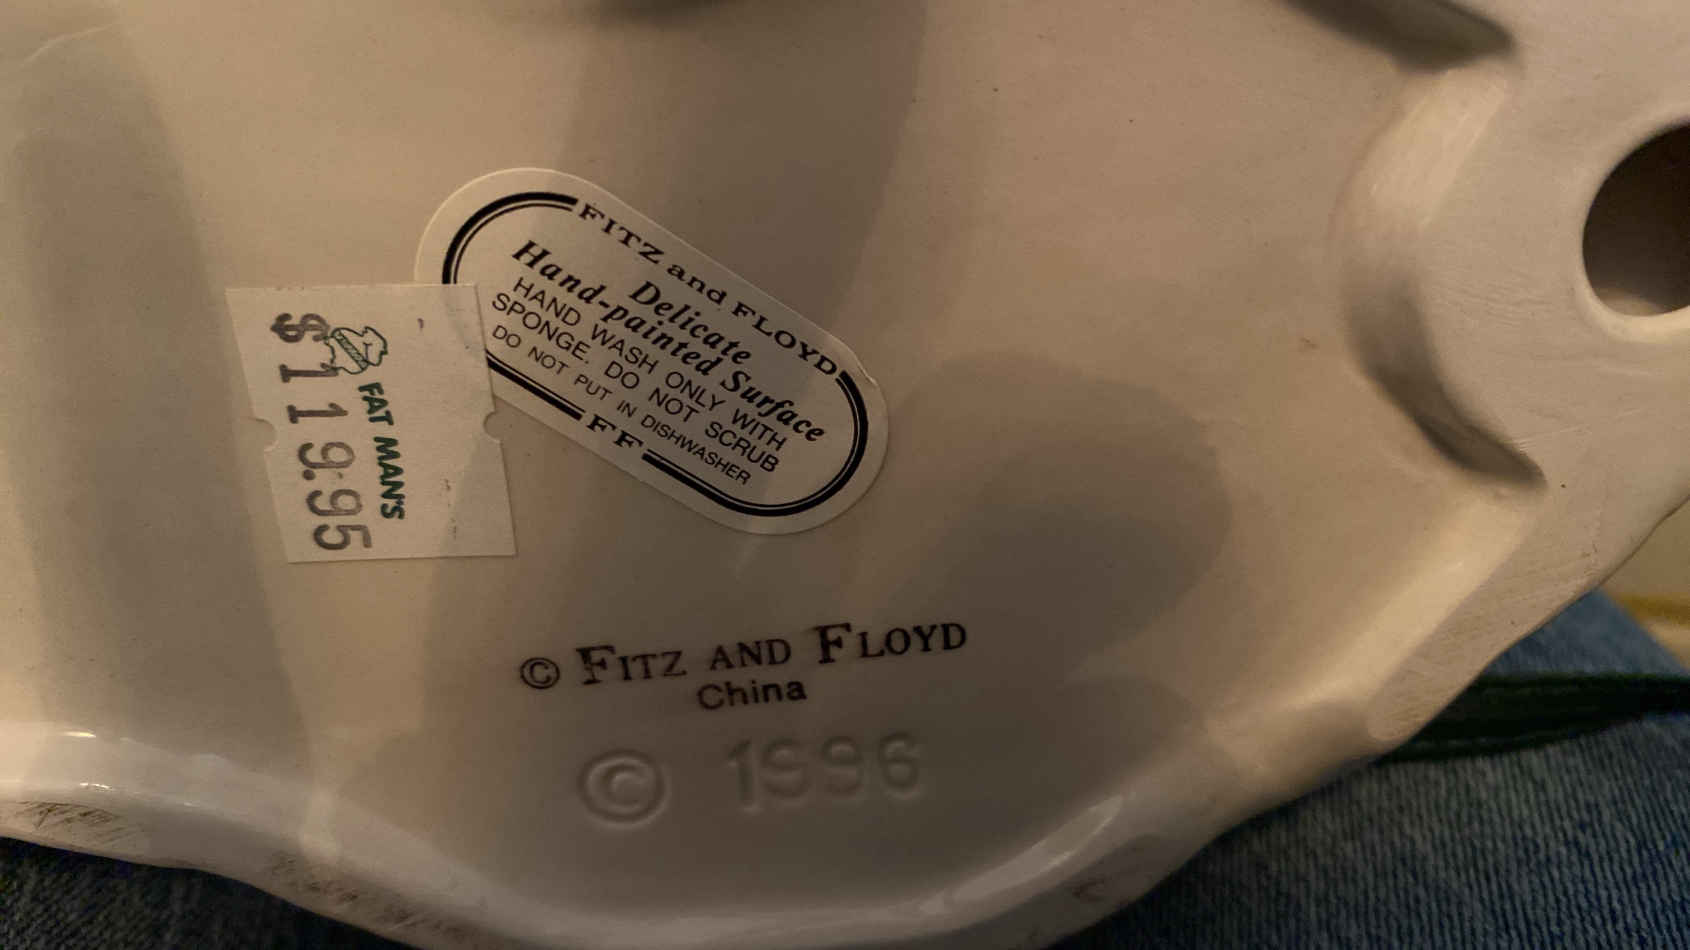 FITZ and FLOYD
Delicate
Hand-painted Surface
HAND WASH ONLY WITH
SPONGE. DO NOT SCRUB
DO NOT PUT IN DISHWASHER
FF
FAT MAN'S
$119.95
© FITZ AND FLOYD
China
© 1996